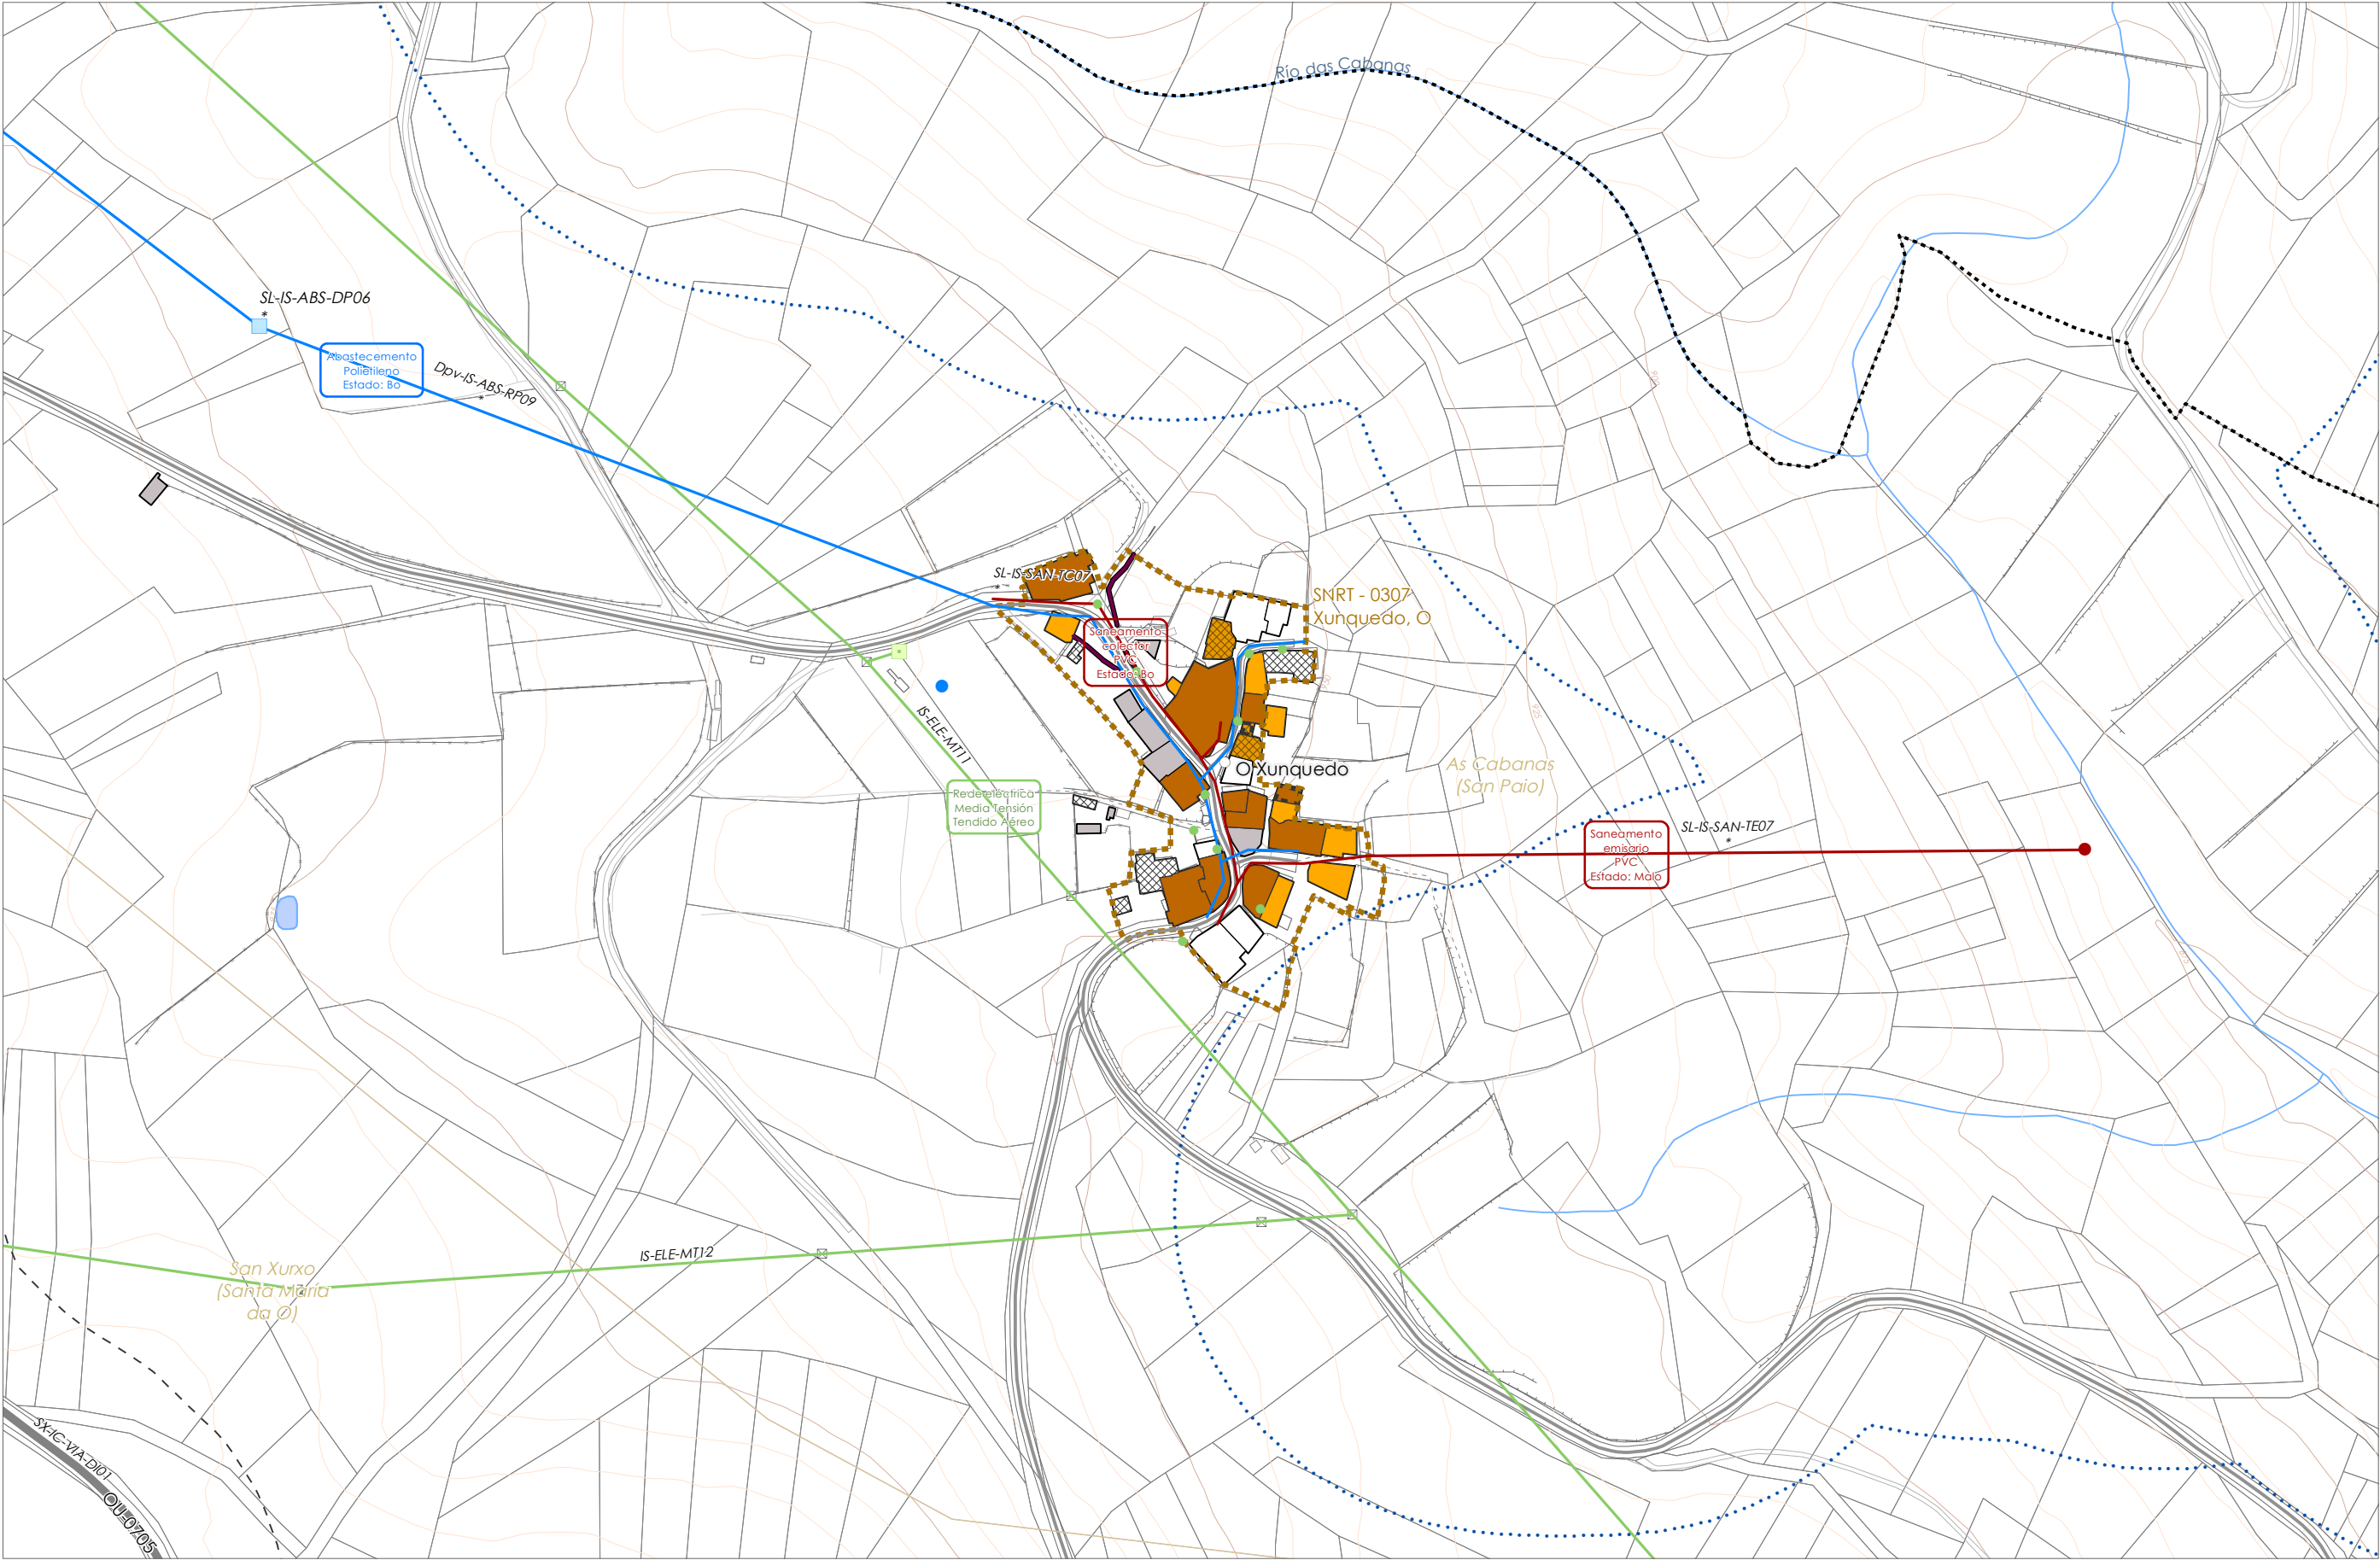 Río das Cabanas
SL-IS-ABS-DP06
*
Abastecemento
Polietileno
Estado: Bo
Dpv-IS-ABS-RP09
*
SL-IS-SAN-TC07
*
SNRT - 0307
Xunquedo, O
Saneamento
colector
PVC
Estado: Bo
IS-ELE-MT11
O Xunquedo
As Cabanas
(San Paio)
Rede eléctrica
Media Tensión
Tendido Aéreo
925
SL-IS-SAN-TE07
*
Saneamento
emisario
PVC
Estado: Malo
IS-ELE-MT12
San Xurxo
(Santa María
da O)
SX-IC-VIA-DI01
OU-0705